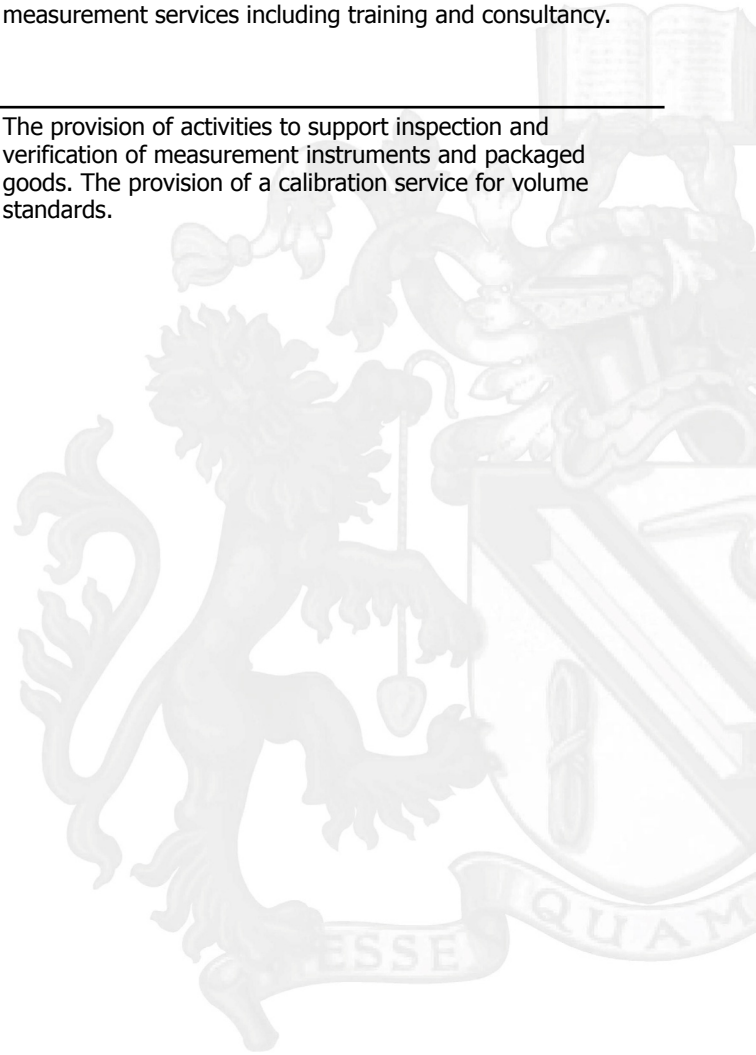 measurement services including training and consultancy.
The provision of activities to support inspection and
verification of measurement instruments and packaged
goods. The provision of a calibration service for volume
standards.
ESSE
QUAM